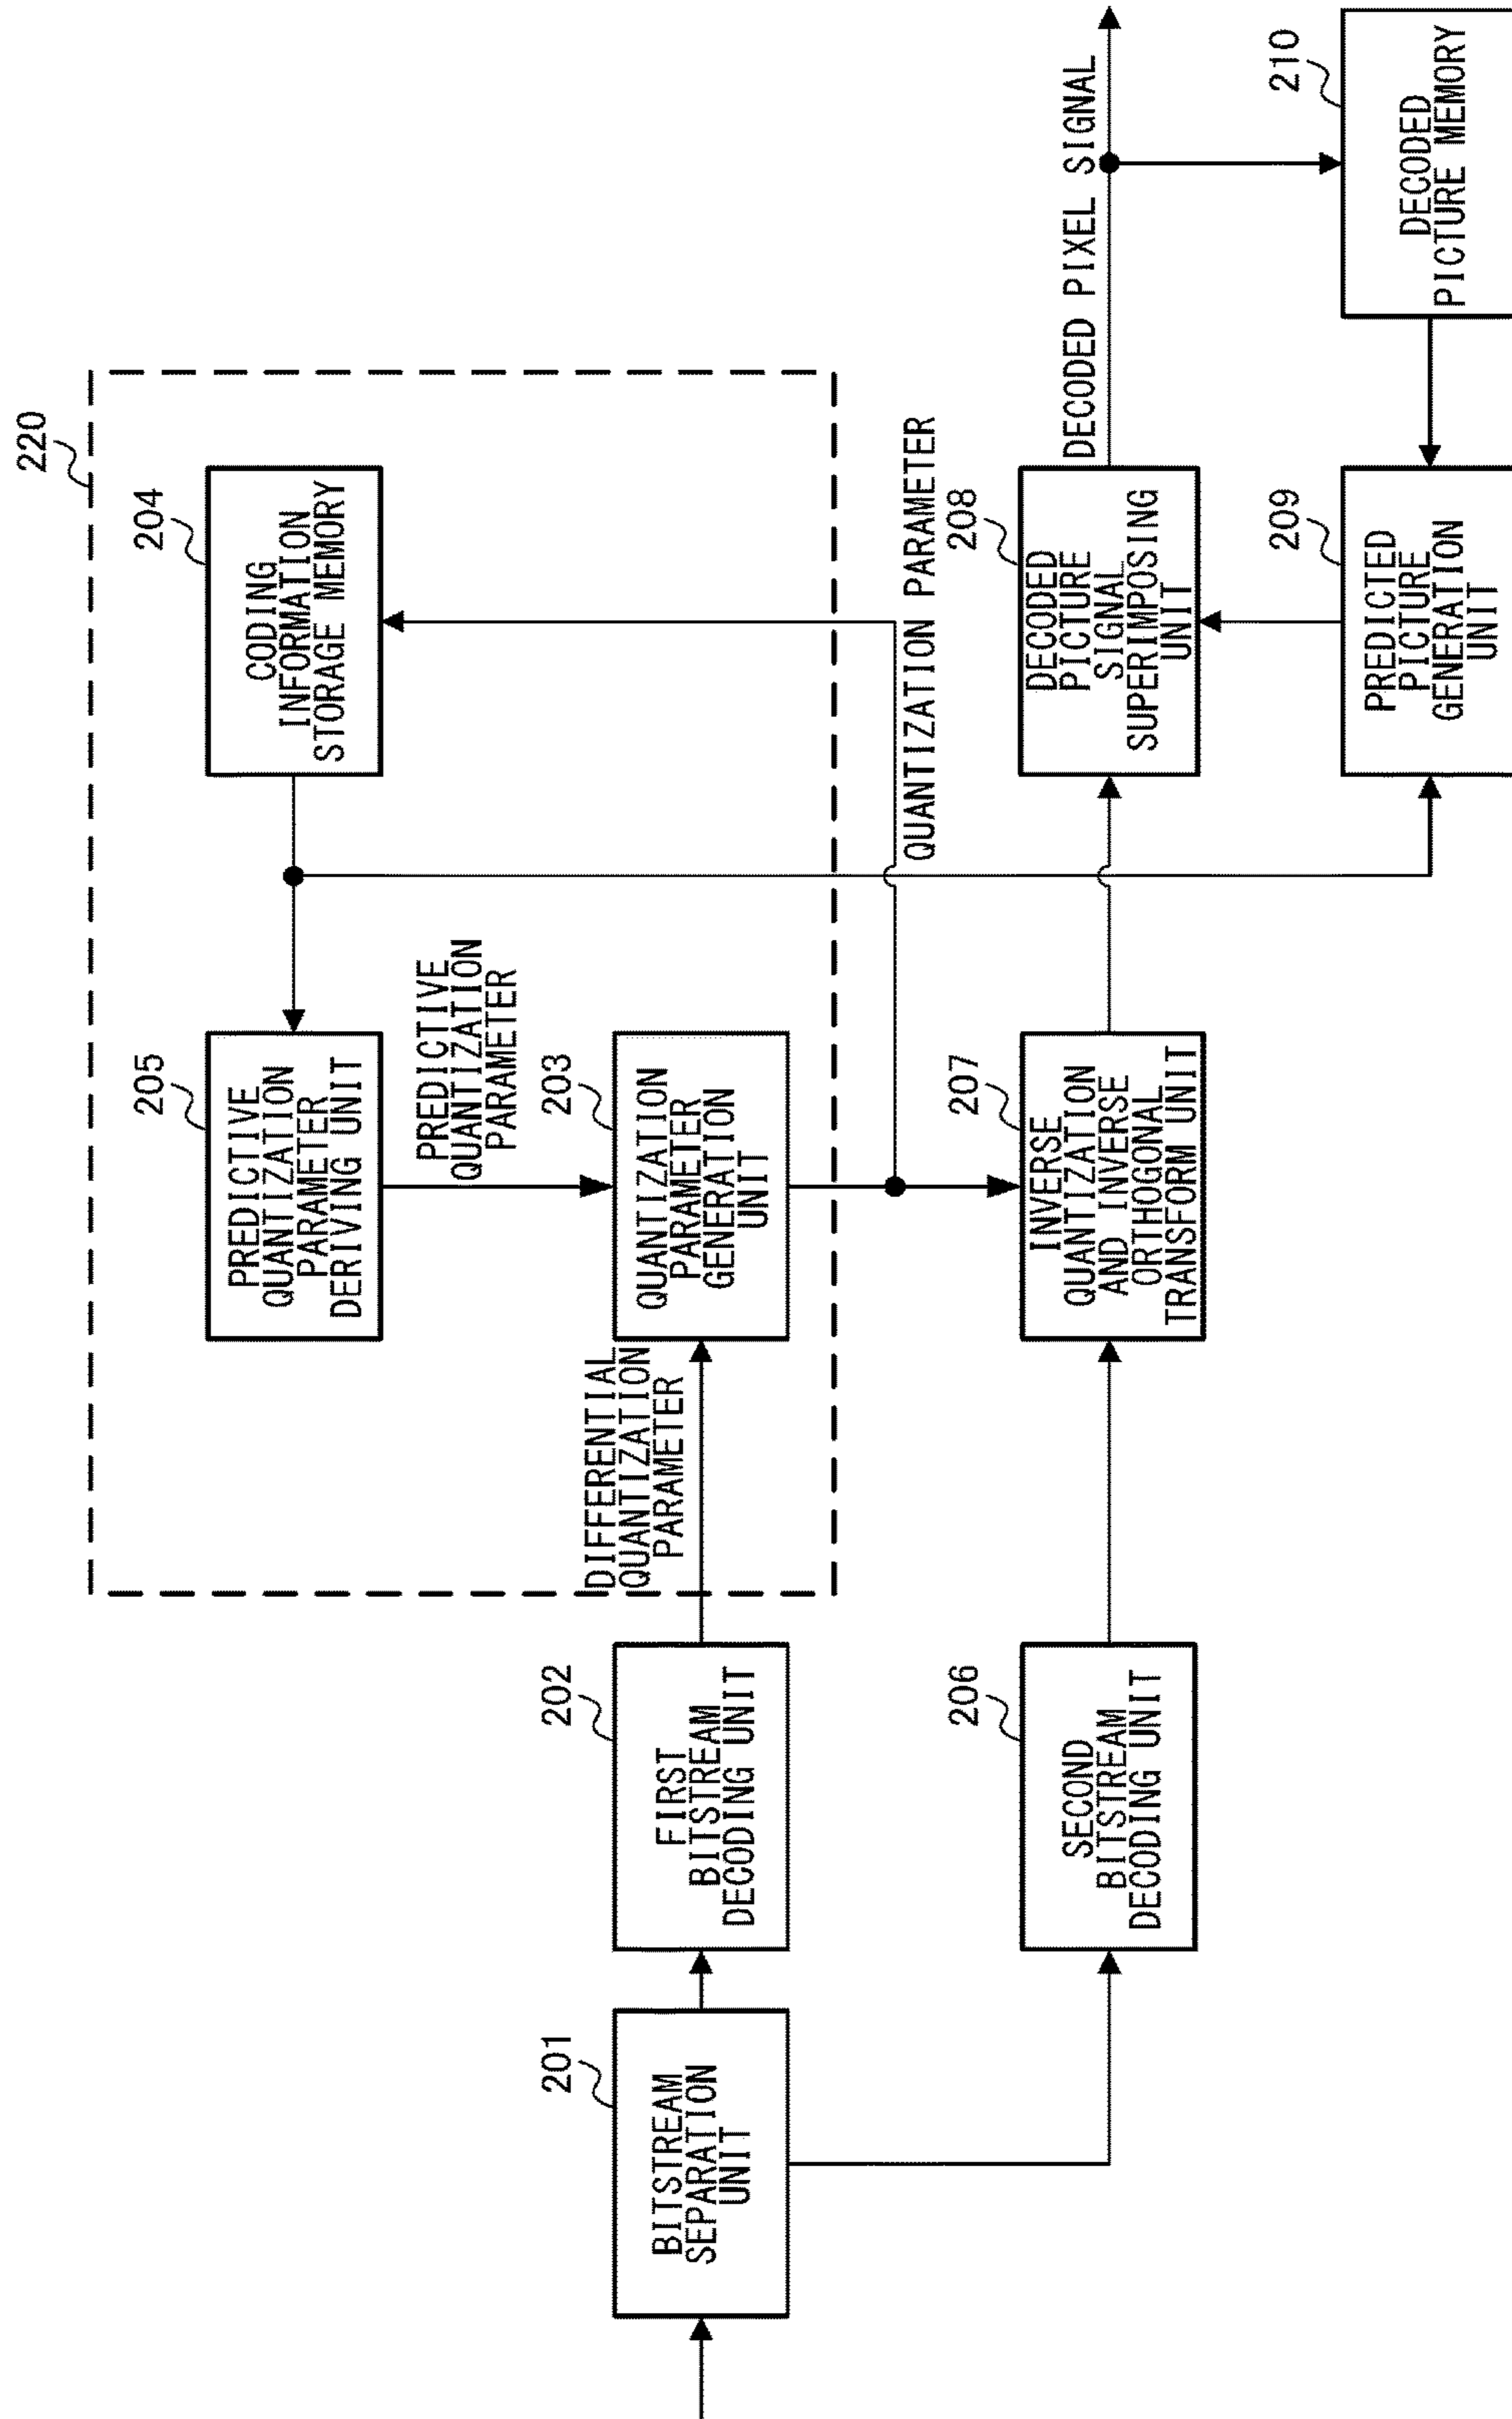 220
205
PREDICTIVE
QUANTIZATION
PARAMETER
DERIVING UNIT
204
CODING
INFORMATION
STORAGE MEMORY
PREDICTIVE
QUANTIZATION
PARAMETER
201
BITSTREAM
SEPARATION
UNIT
202
FIRST
BITSTREAM
DECODING UNIT
DIFFERENTIAL
QUANTIZATION
PARAMETER
203
QUANTIZATION
PARAMETER
GENERATION
UNIT
QUANTIZATION PARAMETER
206
SECOND
BITSTREAM
DECODING UNIT
207
INVERSE
QUANTIZATION
AND INVERSE
ORTHOGONAL
TRANSFORM UNIT
208
DECODED
PICTURE
SIGNAL
SUPERIMPOSING
UNIT
DECODED PIXEL SIGNAL
209
PREDICTED
PICTURE
GENERATION
UNIT
210
DECODED
PICTURE MEMORY